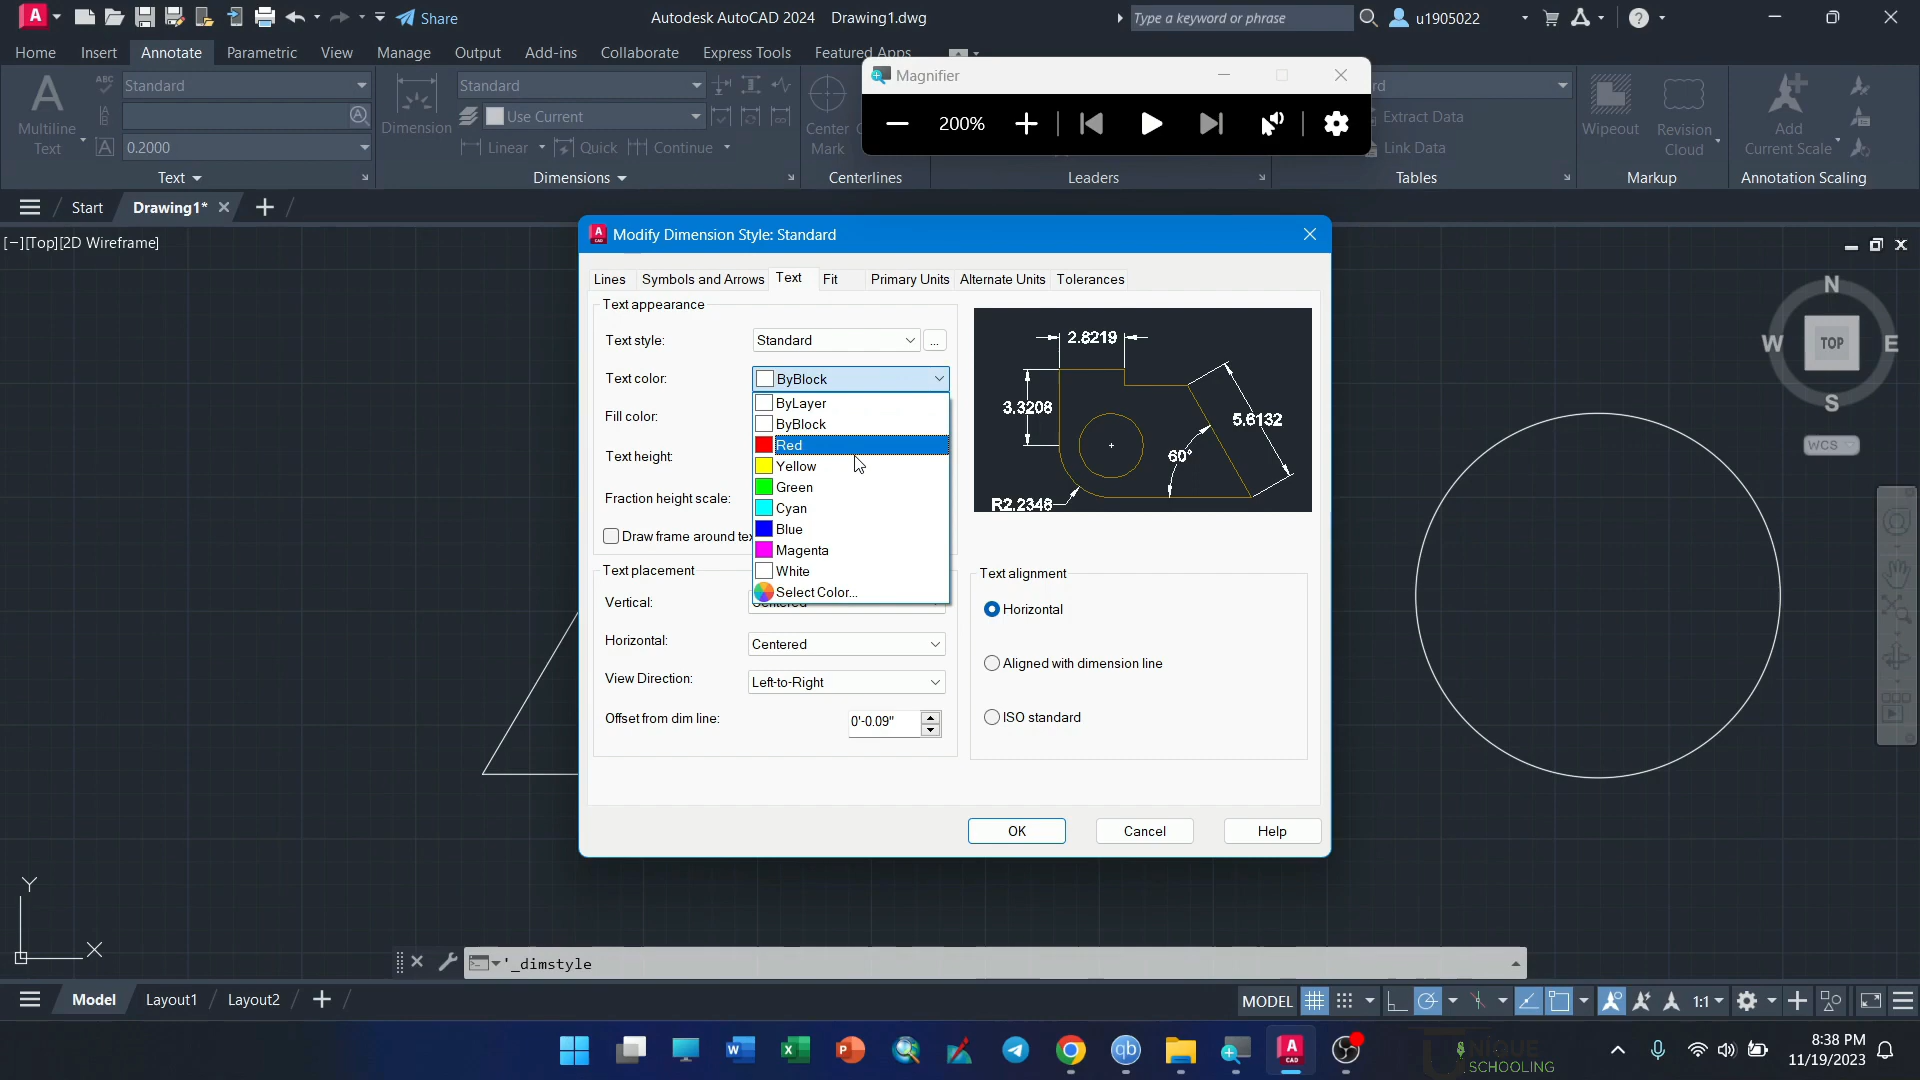 Share
Autodesk AutoCAD 2024 Drawing1.dwg
Type a keyword or phrase
u1905022
Home Insert Annotate Parametric View Manage Output Add-ins Collaborate Express Tools Featured Apps
Magnifier
200%
Standard
Standard
Multiline
Text
Dimension
Use Current
0.2000
Linear
Quick
Continue
Center
Mark
Extract Data
Link Data
Wipeout
Revision
Cloud
Add
Current Scale
Text
Dimensions
Centerlines
Leaders
Tables
Markup
Annotation Scaling
Start
Drawing1*
[−][Top][2D Wireframe]
Modify Dimension Style: Standard
Lines Symbols and Arrows Text Fit Primary Units Alternate Units Tolerances
Text appearance
Text style:
Standard
...
Text color:
ByBlock
ByLayer
ByBlock
Red
Yellow
Green
Cyan
Blue
Magenta
White
Select Color...
Fill color:
Text height:
Fraction height scale:
Draw frame around tex
2.8219
3.3208
5.6132
60°
R2.2348
Text placement
Vertical:
Centered
Horizontal:
Centered
View Direction:
Left-to-Right
Offset from dim line:
0'-0.09"
Text alignment
Horizontal
Aligned with dimension line
ISO standard
OK
Cancel
Help
N
W
TOP
E
S
WCS
Y
X
'_dimstyle
Model
Layout1
Layout2
MODEL
1:1
UNIQUE
SCHOOLING
8:38 PM
11/19/2023